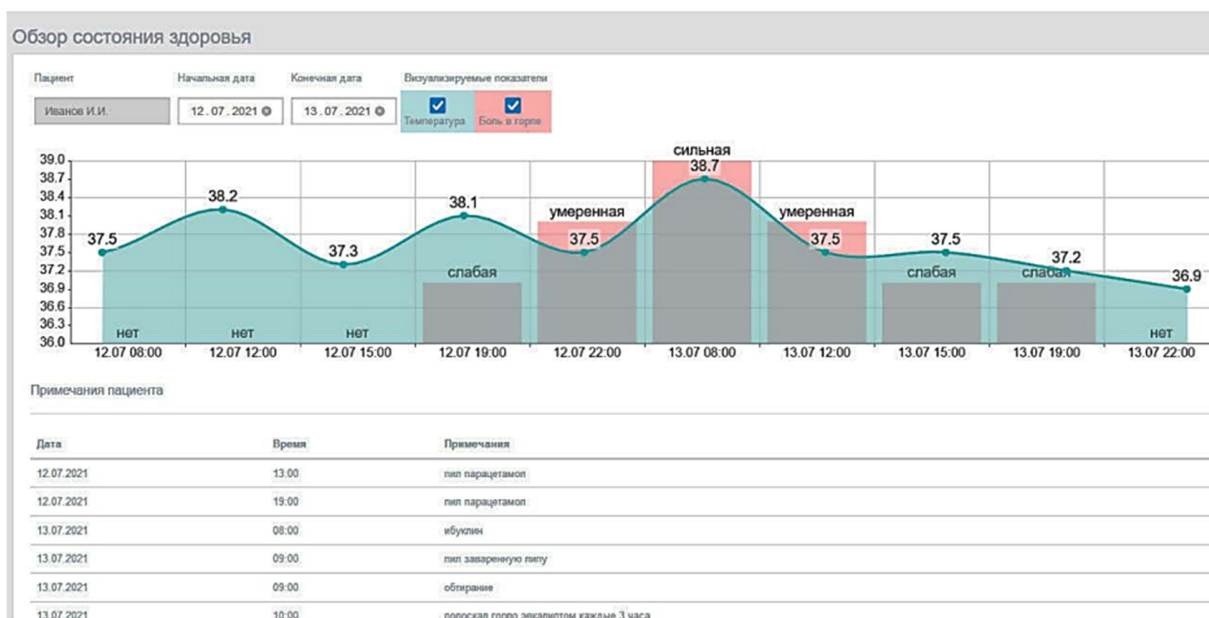 Обзор состояния здоровья
Пациент Начальная дата Конечная дата Визуализируемые показатели
Иванов И.И. 12.07.2021 13.07.2021 Температура Боль в горле
39.0
38.7
38.4
38.1
37.8
37.5
37.2
36.9
36.6
36.3
36.0
37.5 38.2 37.3 38.1 37.5 38.7 37.5 37.5 37.2 36.9
нет нет нет слабая умеренная сильная умеренная слабая слабая нет
12.07 08:00 12.07 12:00 12.07 15:00 12.07 19:00 12.07 22:00 13.07 08:00 13.07 12:00 13.07 15:00 13.07 19:00 13.07 22:00
Примечания пациента
Дата Время Примечания
12.07.2021 13:00 пил парацетамол
12.07.2021 19:00 пил парацетамол
13.07.2021 08:00 ибуклин
13.07.2021 09:00 пил заваренную липу
13.07.2021 09:00 обтирание
13.07.2021 10:00 полоскал горло эвкалиптом каждые 3 часа